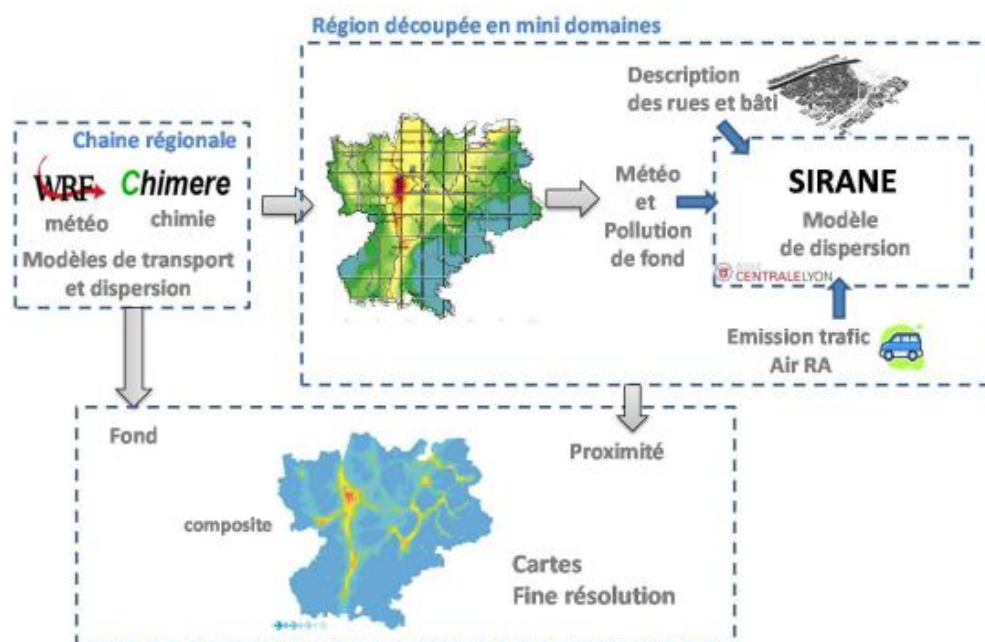 Région découpée en mini domaines
Description
des rues et bâti
Chaine régionale
WRF
Chimere
météo
chimie
Modèles de transport
et dispersion
Météo
et
Pollution
de fond
SIRANE
Modèle
de dispersion
CENTRALELYON
Emission trafic
Air RA
Fond
Proximité
composite
Cartes
Fine résolution